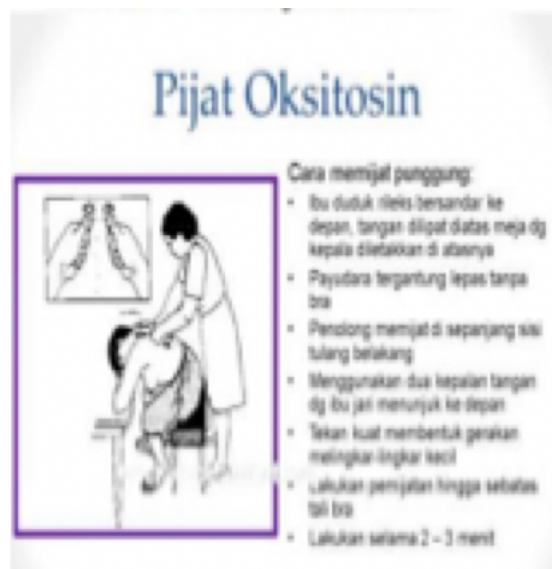 Pijat Oksitosin
Cara memijat punggung:
• Ibu duduk rileks bersandar ke
depan, tangan dilipat diatas meja dg
kepala diletakkan di atasnya
• Payudara tergantung lepas tanpa
bra
• Penolong memijat di sepanjang sisi
tulang belakang
• Menggunakan dua kepalan tangan
dg ibu jari menunjuk ke depan
• Tekan kuat membentuk gerakan
melingkar-lingkar kecil
• Lakukan pemijatan hingga sebatas
tali bra
• Lakukan selama 2 – 3 menit